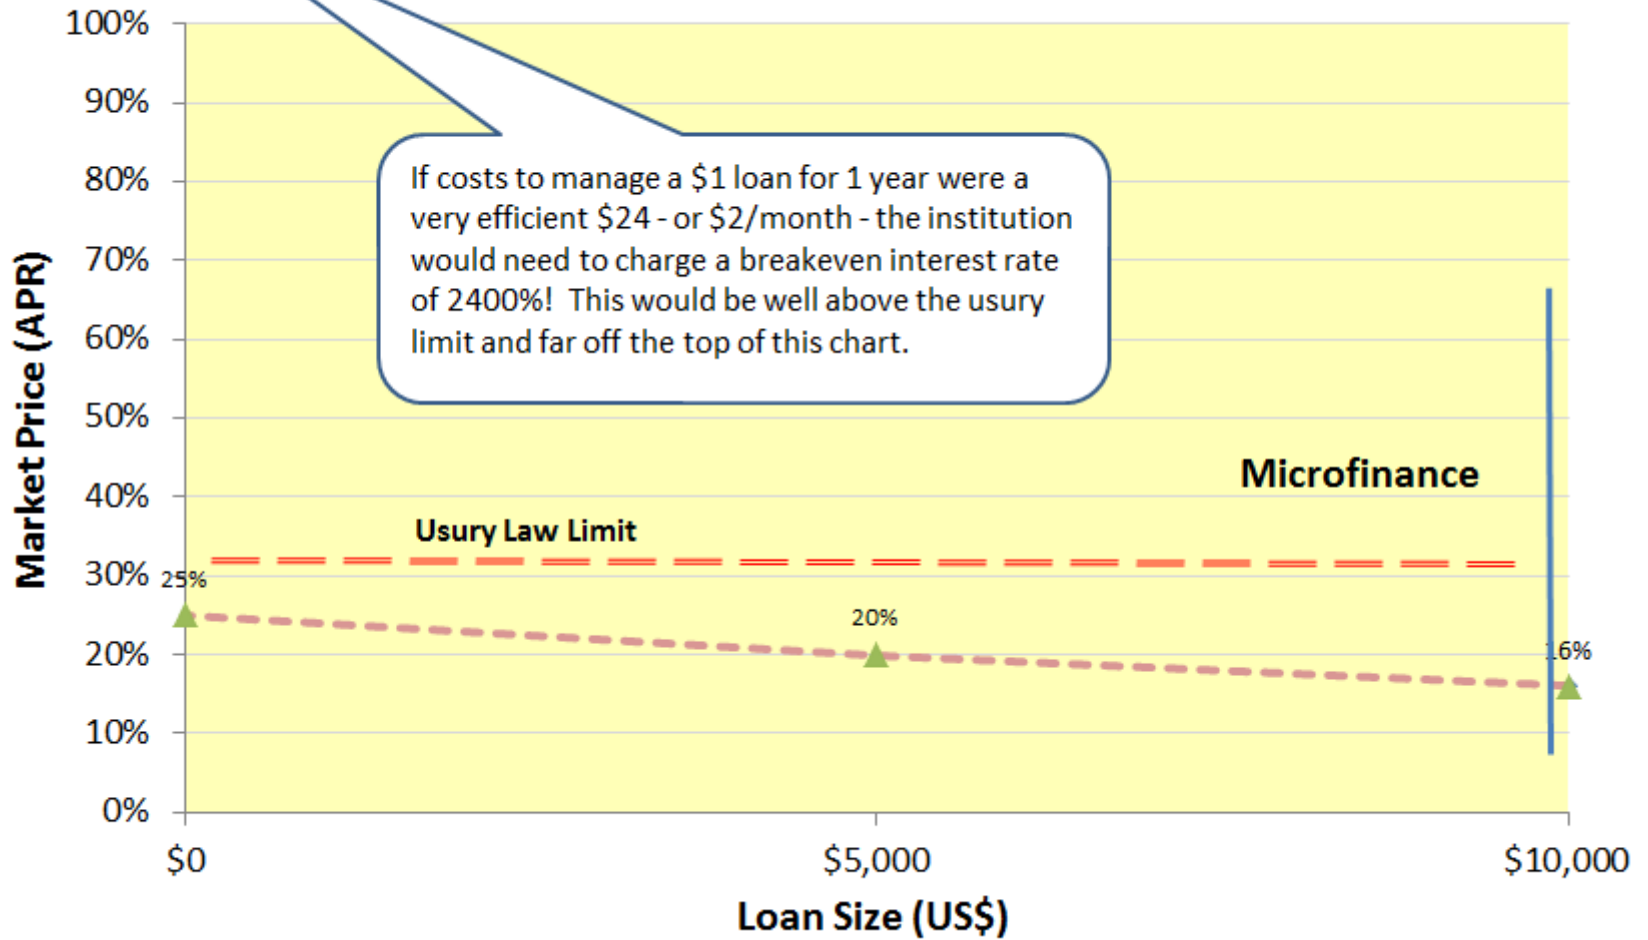 100%
90%
80%
70%
60%
50%
40%
30%
20%
10%
0%
Market Price (APR)
If costs to manage a $1 loan for 1 year were a
very efficient $24 - or $2/month - the institution
would need to charge a breakeven interest rate
of 2400%!  This would be well above the usury
limit and far off the top of this chart.
Microfinance
Usury Law Limit
25%
20%
16%
$0
$5,000
$10,000
Loan Size (US$)